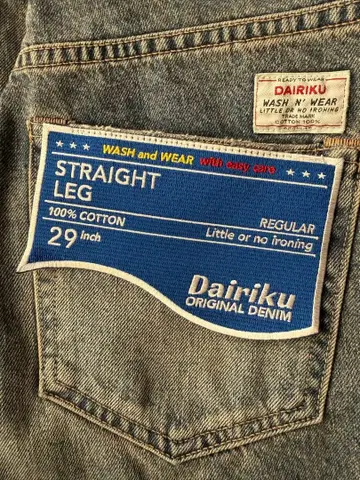 READY TO WEAR
DAIRIKU
WASH N' WEAR
LITTLE OR NO IRONING
TRADE MARK
COTTON 100%
★ ★ ★ WASH and WEAR with easy care ★ ★ ★
STRAIGHT
LEG
100% COTTON
REGULAR
29 inch
Little or no ironing
Dairiku
ORIGINAL DENIM